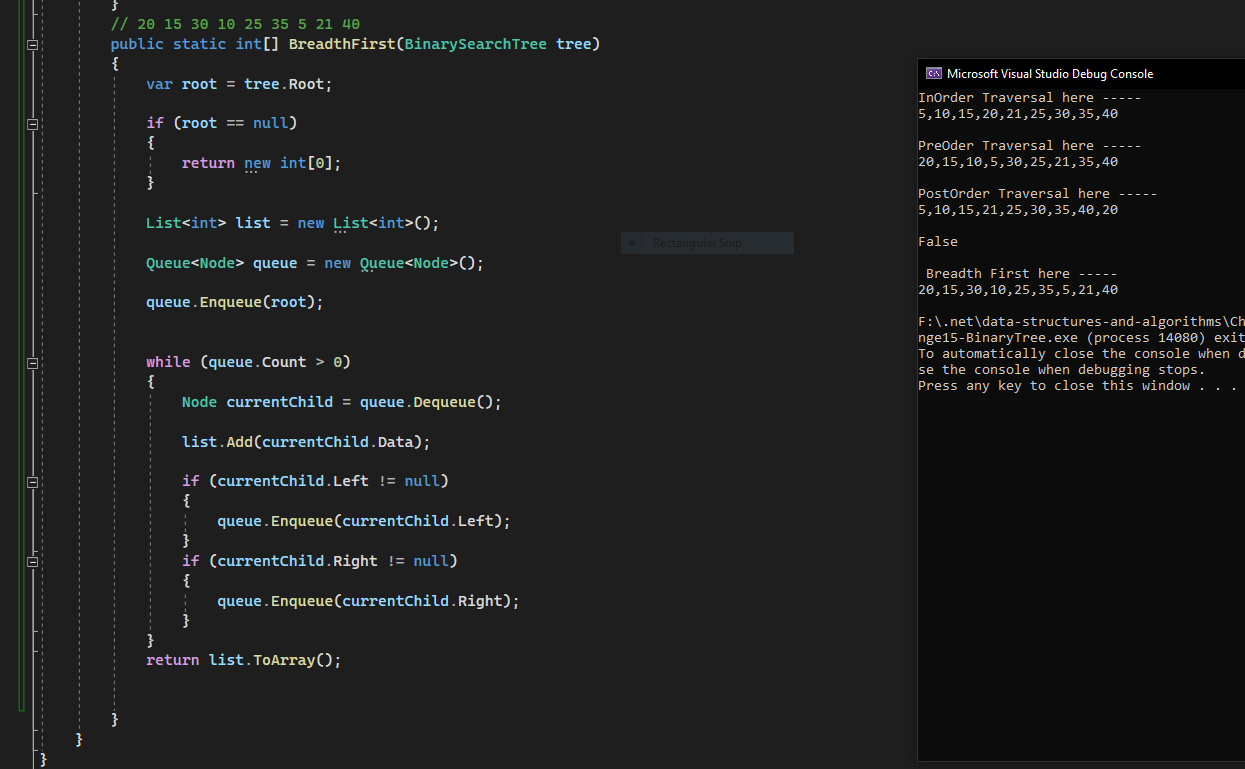 }
// 20 15 30 10 25 35 5 21 40
public static int[] BreadthFirst(BinarySearchTree tree)
{
var root = tree.Root;
if (root == null)
{
return new int[0];
}
List<int> list = new List<int>();
Queue<Node> queue = new Queue<Node>();
queue.Enqueue(root);
while (queue.Count > 0)
{
Node currentChild = queue.Dequeue();
list.Add(currentChild.Data);
if (currentChild.Left != null)
{
queue.Enqueue(currentChild.Left);
}
if (currentChild.Right != null)
{
queue.Enqueue(currentChild.Right);
}
}
return list.ToArray();
}
}
}
Rectangular Snip
Microsoft Visual Studio Debug Console
InOrder Traversal here -----
5,10,15,20,21,25,30,35,40
PreOder Traversal here -----
20,15,10,5,30,25,21,35,40
PostOrder Traversal here -----
5,10,15,21,25,30,35,40,20
False
Breadth First here -----
20,15,30,10,25,35,5,21,40
F:\.net\data-structures-and-algorithms\Ch
nge15-BinaryTree.exe (process 14080) exit
To automatically close the console when d
se the console when debugging stops.
Press any key to close this window . . .